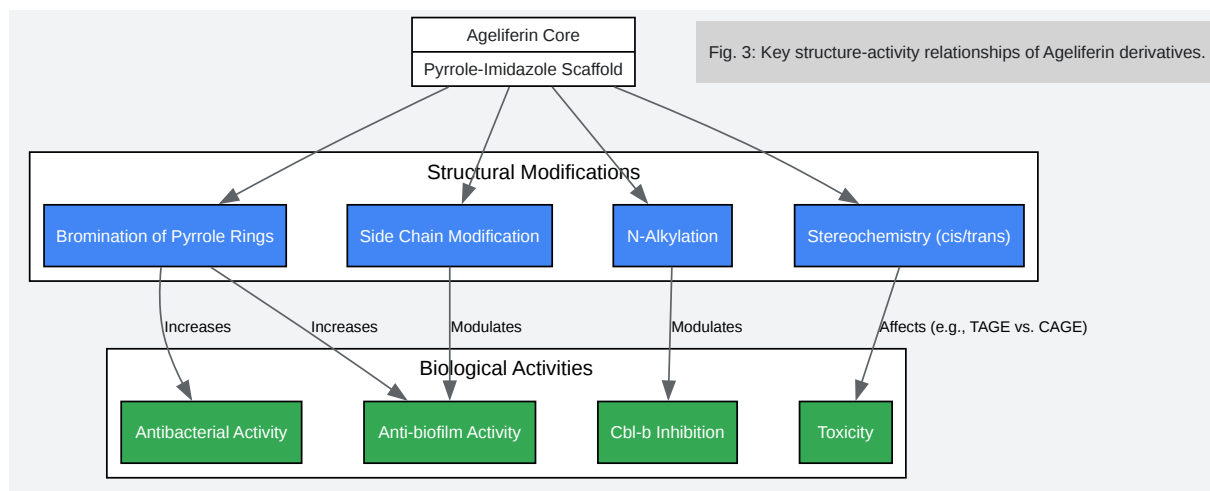 Ageliferin Core
Pyrrole-Imidazole Scaffold
Fig. 3: Key structure-activity relationships of Ageliferin derivatives.
Structural Modifications
Bromination of Pyrrole Rings
Side Chain Modification
N-Alkylation
Stereochemistry (cis/trans)
Increases
Increases
Modulates
Modulates
Affects (e.g., TAGE vs. CAGE)
Biological Activities
Antibacterial Activity
Anti-biofilm Activity
Cbl-b Inhibition
Toxicity